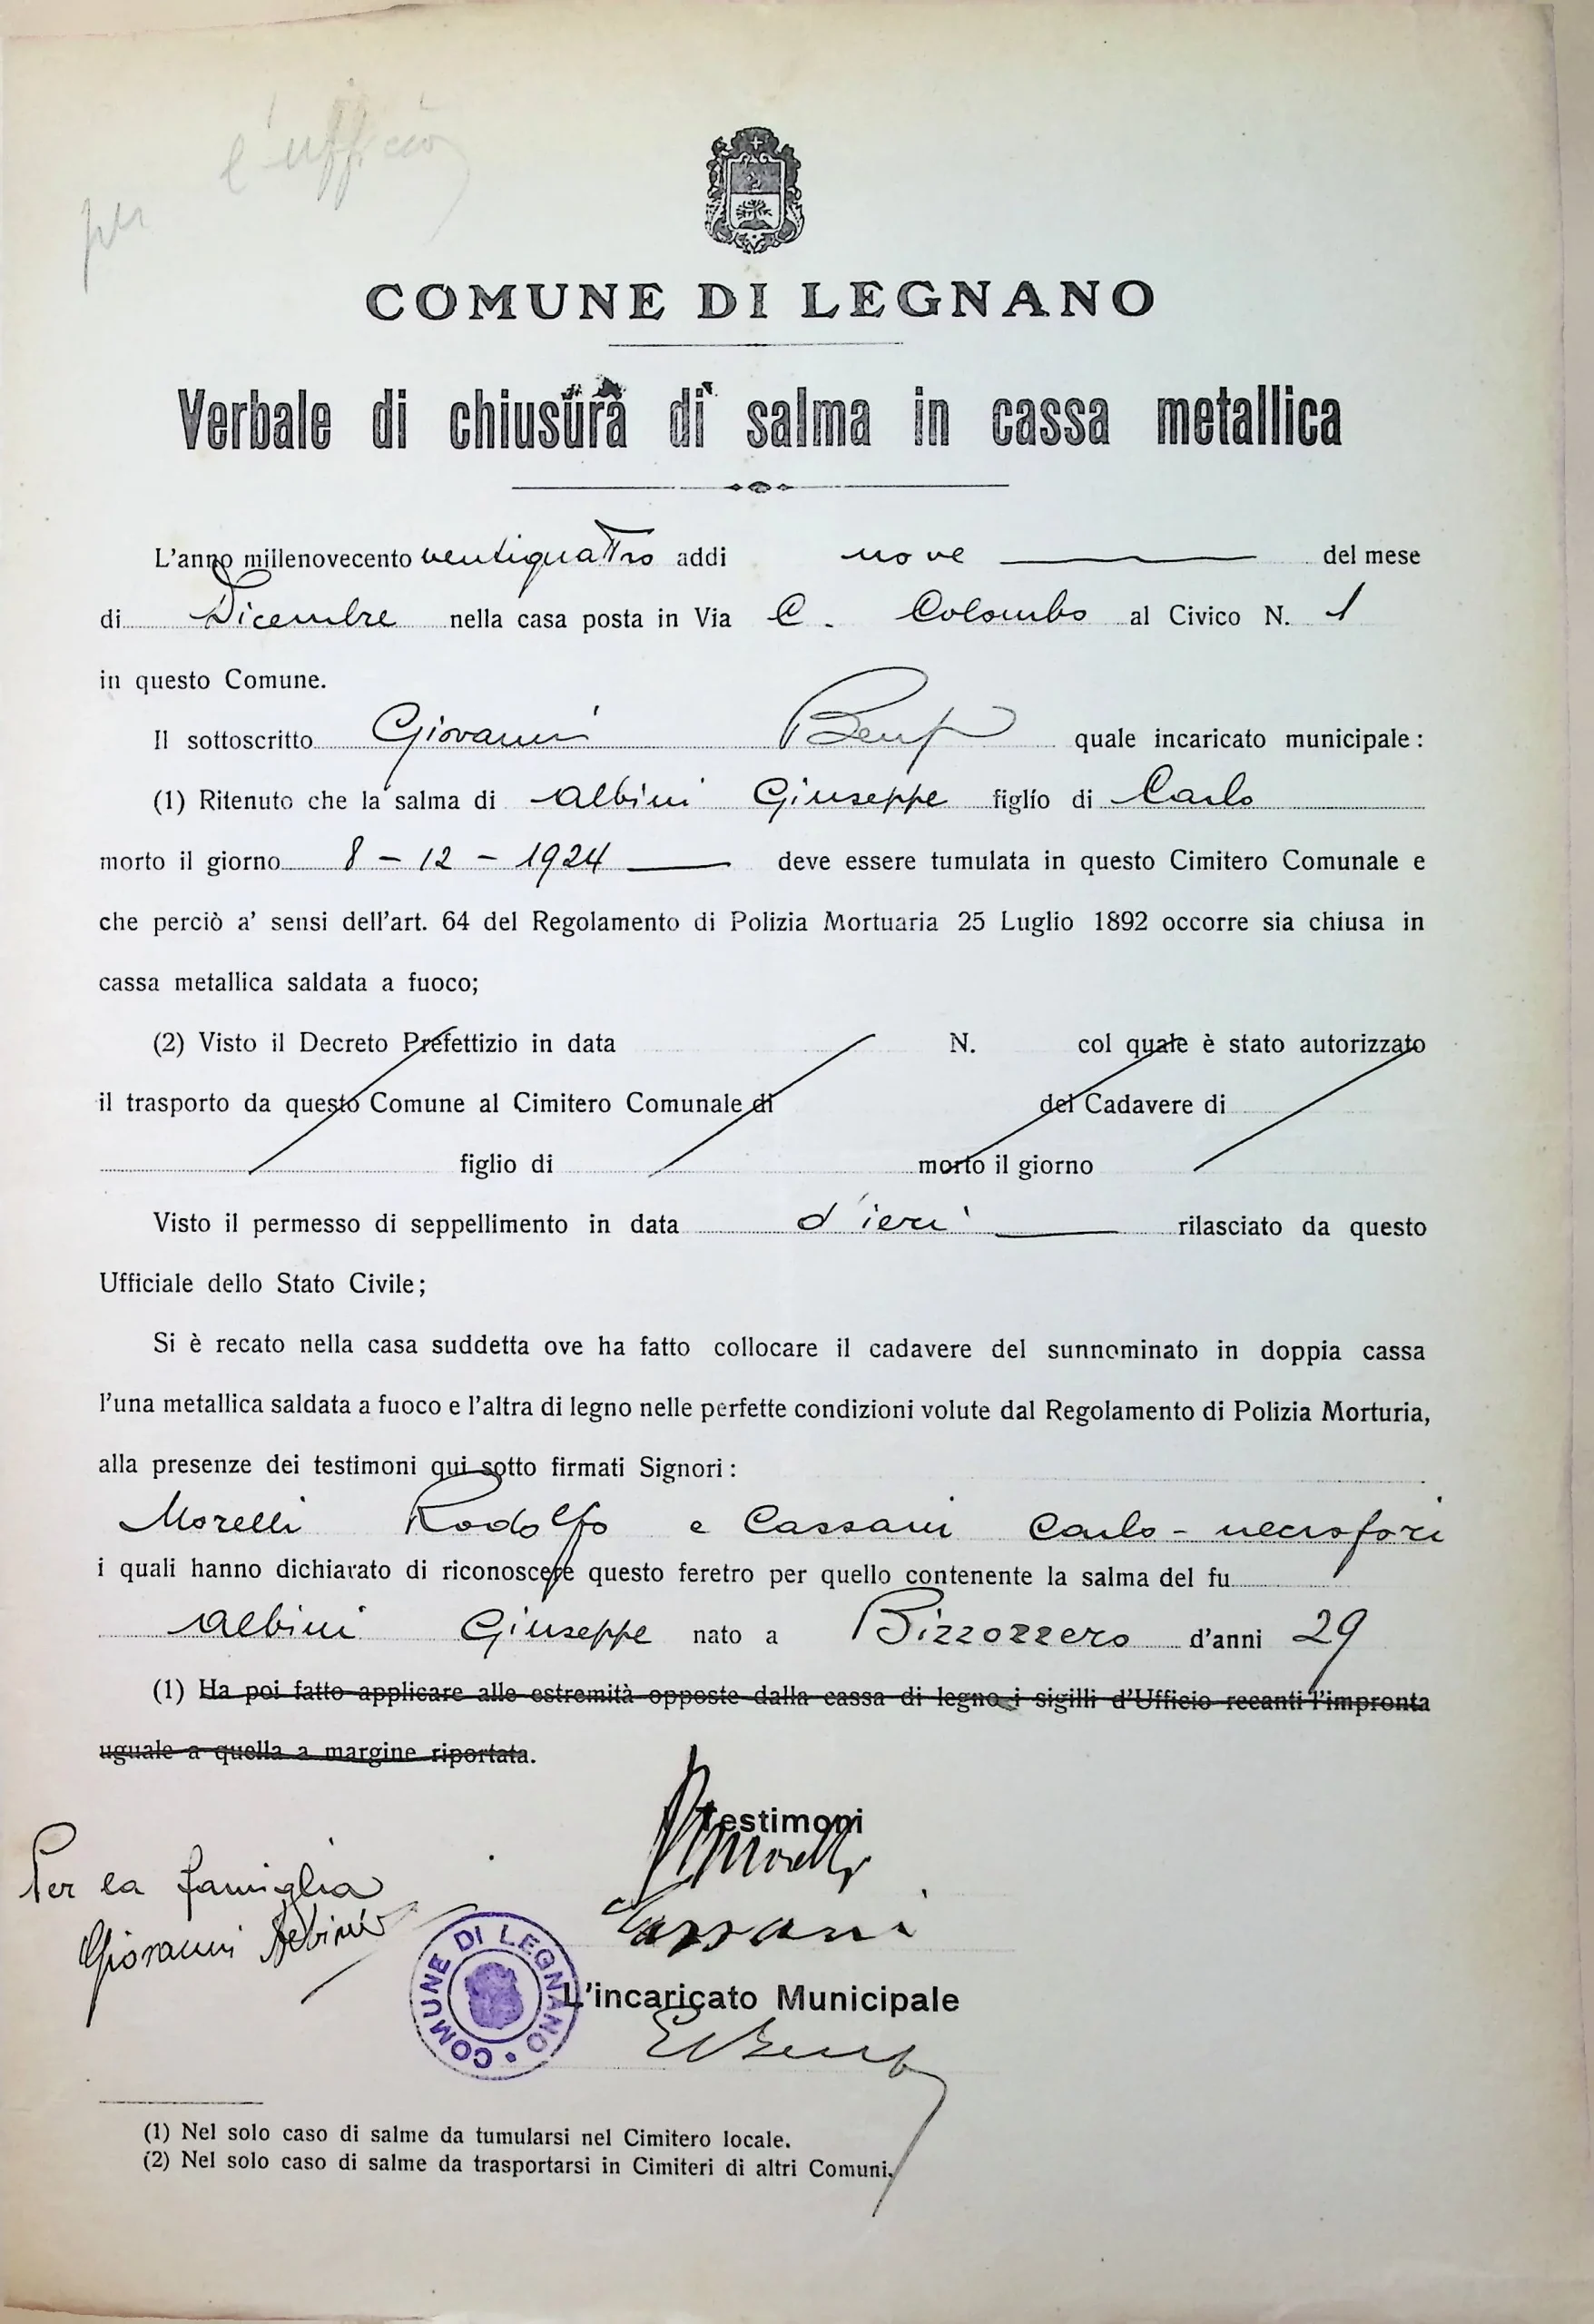 per l'ufficio
COMUNE DI LEGNANO
Verbale di chiusura di salma in cassa metallica
L'anno millenovecento ventiquattro addi nove del mese
di Dicembre nella casa posta in Via C. Colombo al Civico N. 1
in questo Comune.
Il sottoscritto Giovanni quale incaricato municipale:
(1) Ritenuto che la salma di Albini Giuseppe figlio di Carlo
morto il giorno 8-12-1924 deve essere tumulata in questo Cimitero Comunale e
che perciò a' sensi dell'art. 64 del Regolamento di Polizia Mortuaria 25 Luglio 1892 occorre sia chiusa in
cassa metallica saldata a fuoco;
(2) Visto il Decreto Prefettizio in data N. col quale è stato autorizzato
il trasporto da questo Comune al Cimitero Comunale di del Cadavere di
figlio di morto il giorno
Visto il permesso di seppellimento in data d'ieri rilasciato da questo
Ufficiale dello Stato Civile;
Si è recato nella casa suddetta ove ha fatto collocare il cadavere del sunnominato in doppia cassa
l'una metallica saldata a fuoco e l'altra di legno nelle perfette condizioni volute dal Regolamento di Polizia Morturia,
alla presenze dei testimoni qui sotto firmati Signori:
Morelli Rodolfo e Cassani Carlo - necrofori
i quali hanno dichiarato di riconoscere questo feretro per quello contenente la salma del fu
Albini Giuseppe nato a Bizzozzero d'anni 29
(1) Ha poi fatto applicare alle estremità opposte dalla cassa di legno i sigilli d'Ufficio recanti l'impronta
uguale a quella a margine riportata.
Testimoni
Morelli
Cassani
Per la famiglia
Giovanni Albini
COMUNE DI LEGNANO
L'incaricato Municipale
(1) Nel solo caso di salme da tumularsi nel Cimitero locale.
(2) Nel solo caso di salme da trasportarsi in Cimiteri di altri Comuni.